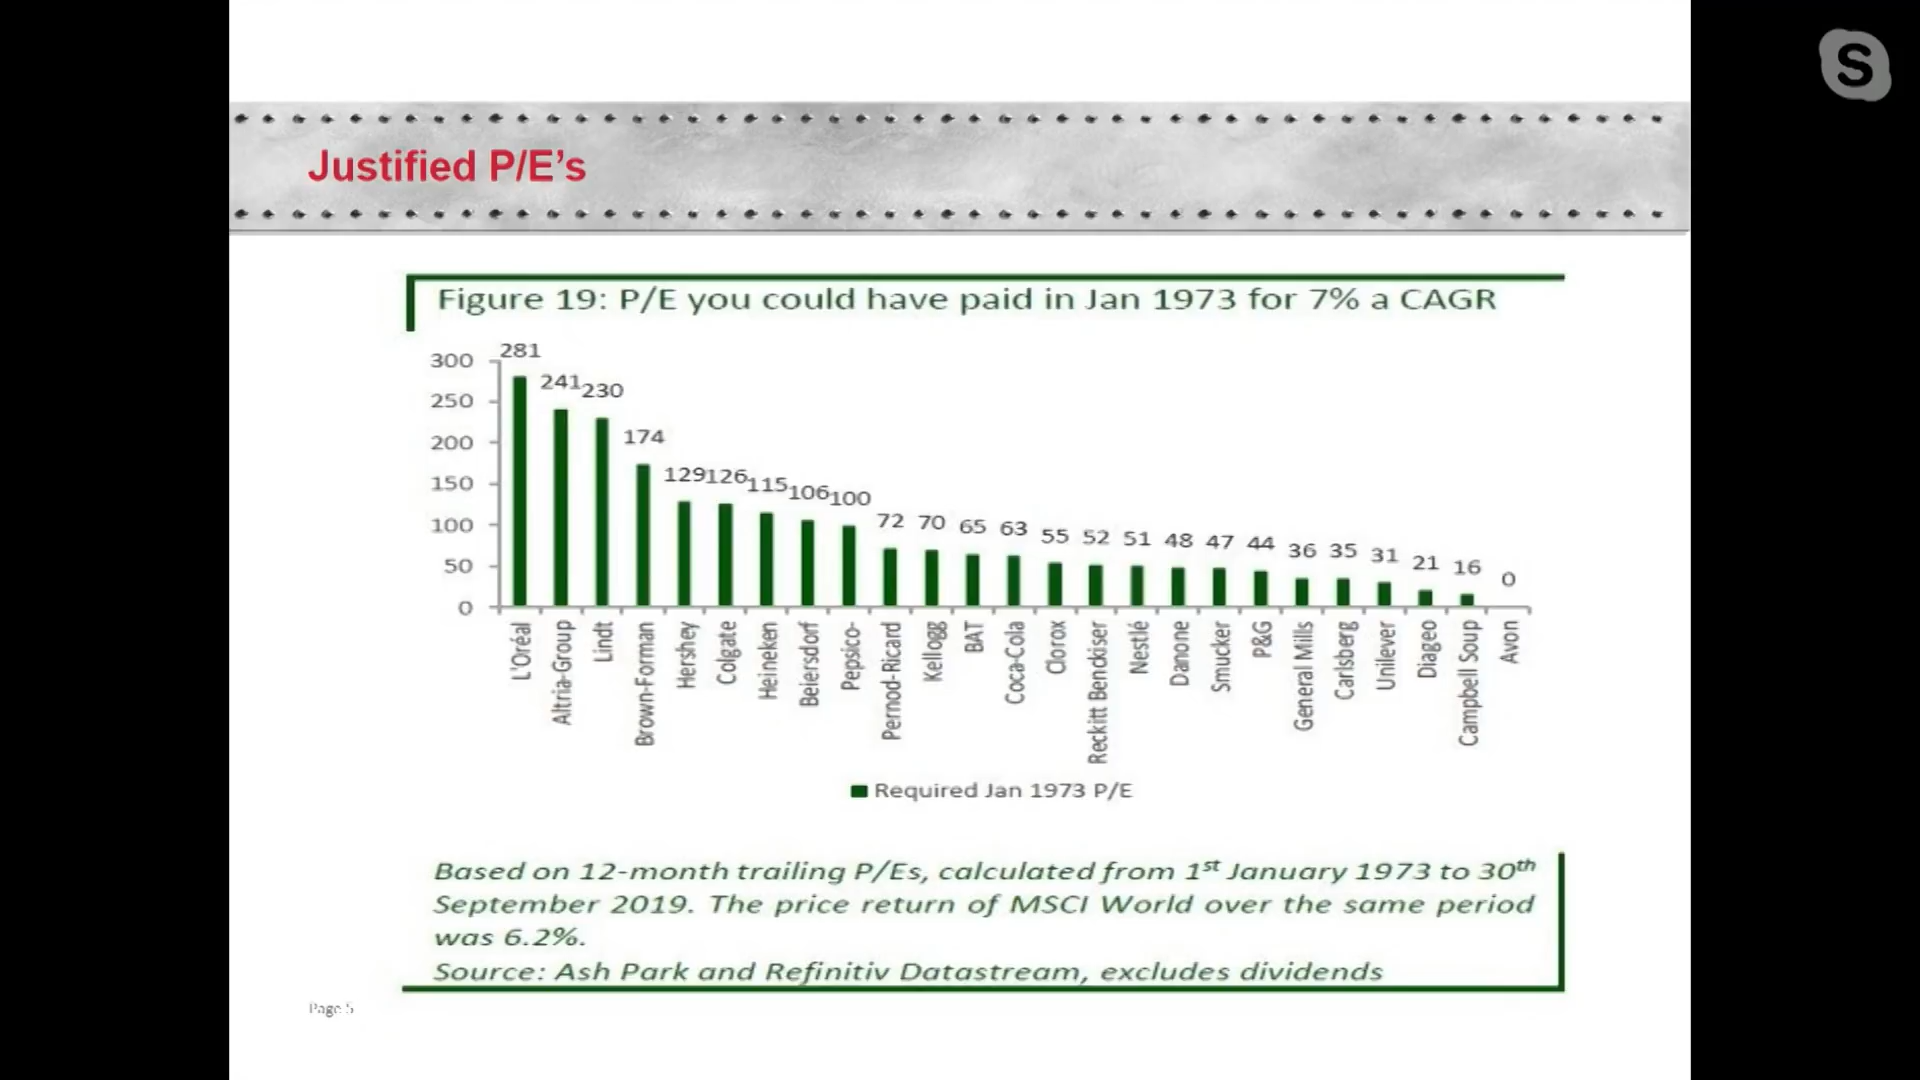 S
Justified P/E's
Figure 19: P/E you could have paid in Jan 1973 for 7% a CAGR
300
250
200
150
100
50
0
281
241
230
174
129
126
115
106
100
72
70
65
63
55
52
51
48
47
44
36
35
31
21
16
0
L'Oréal
Altria-Group
Lindt
Brown-Forman
Hershey
Colgate
Heineken
Beiersdorf
Pepsico-
Pernod-Ricard
Kellogg
BAT
Coca-Cola
Clorox
Reckitt Benckiser
Nestlé
Danone
Smucker
P&G
General Mills
Carlsberg
Unilever
Diageo
Campbell Soup
Avon
Required Jan 1973 P/E
Based on 12-month trailing P/Es, calculated from 1st January 1973 to 30th
September 2019. The price return of MSCI World over the same period
was 6.2%.
Source: Ash Park and Refinitiv Datastream, excludes dividends
Page 5